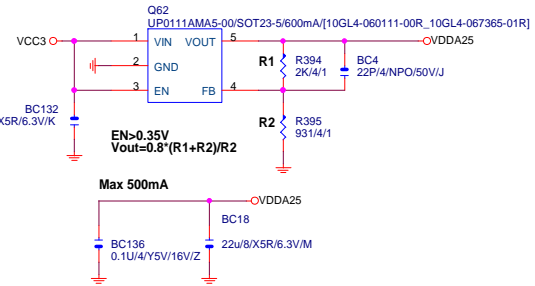 Q62
UP0111AMA5-00/SOT23-5/600mA/[10GL4-060111-00R_10GL4-067365-01R]
VCC3
1 VIN VOUT 5
VDDA25
2 GND
3 EN FB 4
R1 R394
2K/4/1
BC4
22P/4/NPO/50V/J
BC132
X5R/6.3V/K
R2 R395
931/4/1
EN>0.35V
Vout=0.8*(R1+R2)/R2
Max 500mA
VDDA25
BC136
0.1U/4/Y5V/16V/Z
BC18
22u/8/X5R/6.3V/M